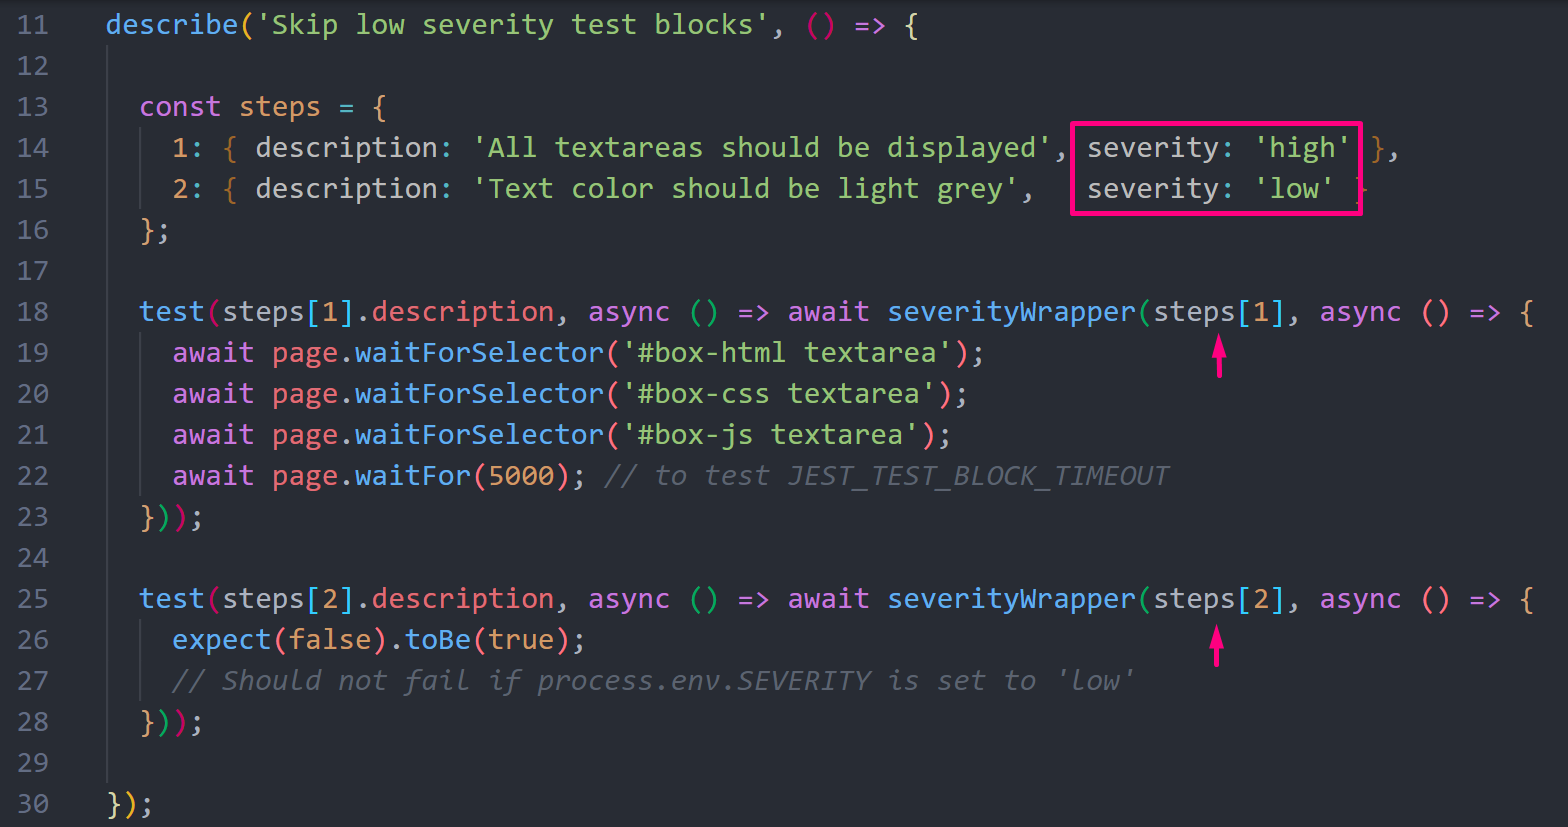 11 describe('Skip low severity test blocks', () => {
12
13   const steps = {
14     1: { description: 'All textareas should be displayed', severity: 'high' },
15     2: { description: 'Text color should be light grey',   severity: 'low' }
16   };
17
18   test(steps[1].description, async () => await severityWrapper(steps[1], async () => {
19     await page.waitForSelector('#box-html textarea');
20     await page.waitForSelector('#box-css textarea');
21     await page.waitForSelector('#box-js textarea');
22     await page.waitFor(5000); // to test JEST_TEST_BLOCK_TIMEOUT
23   }));
24
25   test(steps[2].description, async () => await severityWrapper(steps[2], async () => {
26     expect(false).toBe(true);
27     // Should not fail if process.env.SEVERITY is set to 'low'
28   }));
29
30 });